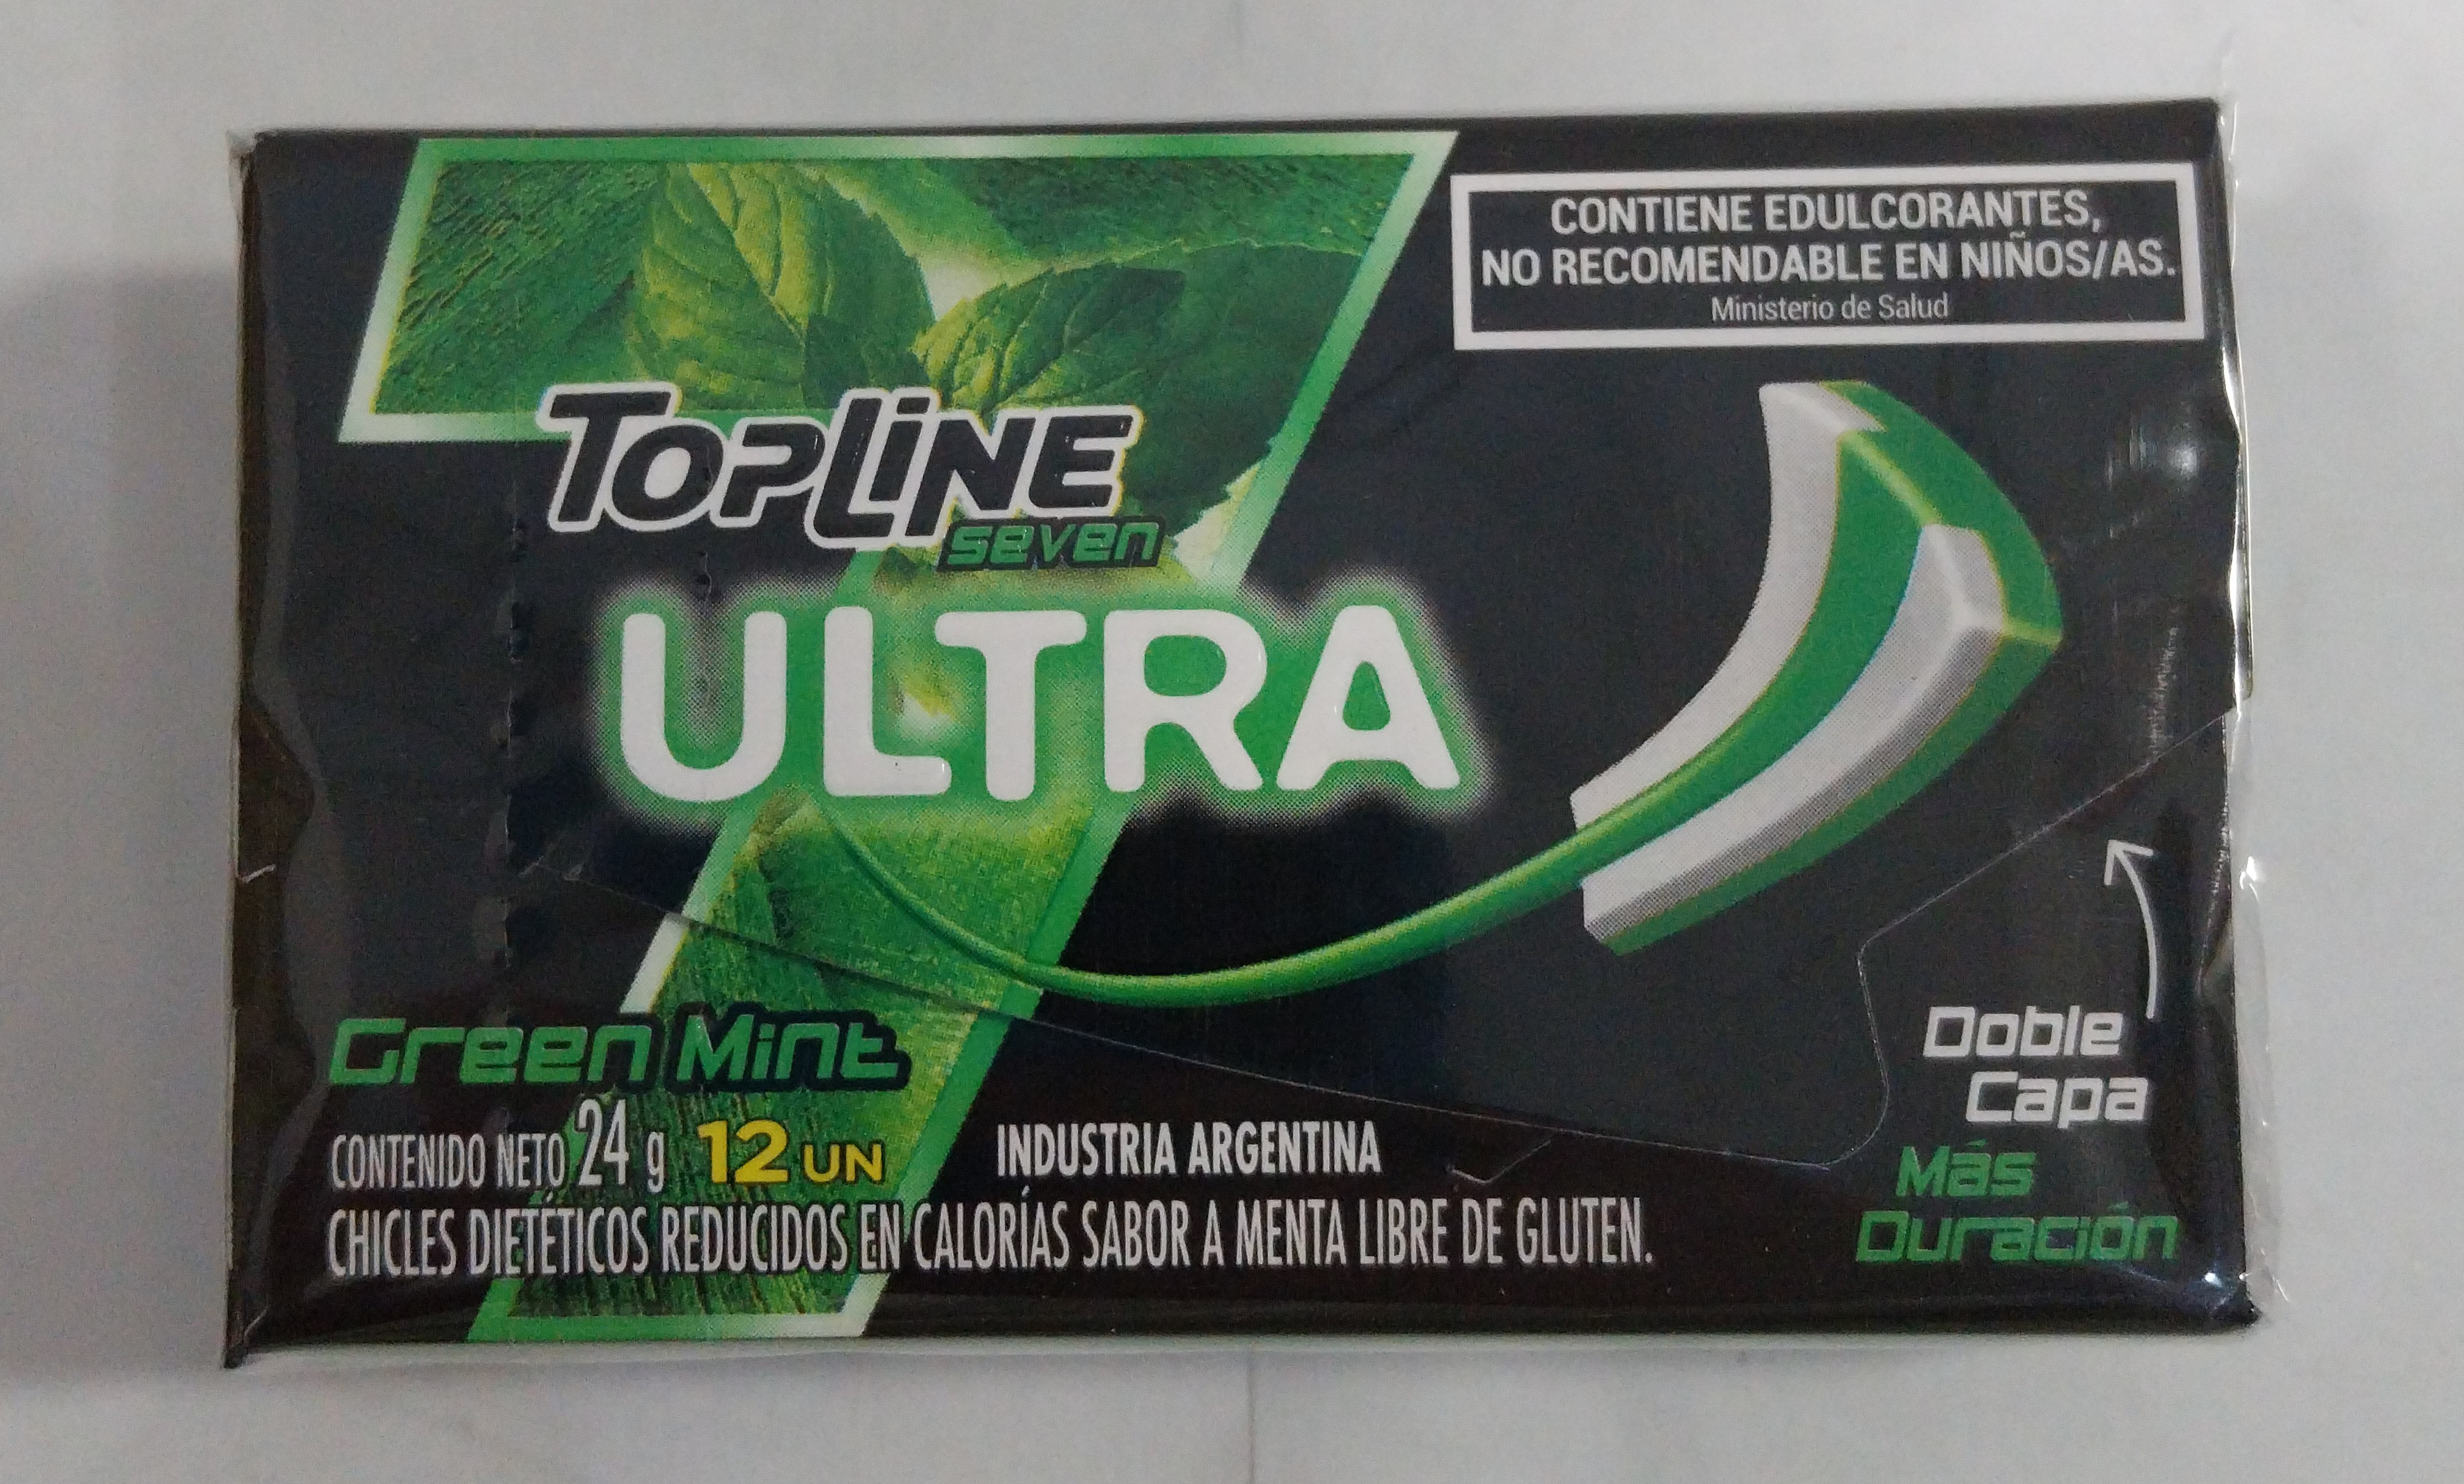 CONTIENE EDULCORANTES,
NO RECOMENDABLE EN NIÑOS/AS.
Ministerio de Salud
TOPLINE
seven
ULTRA
Green Mint
CONTENIDO NETO 24 g 12 UN
INDUSTRIA ARGENTINA
CHICLES DIETÉTICOS REDUCIDOS EN CALORÍAS SABOR A MENTA LIBRE DE GLUTEN.
Doble
Capa
Más
Duración